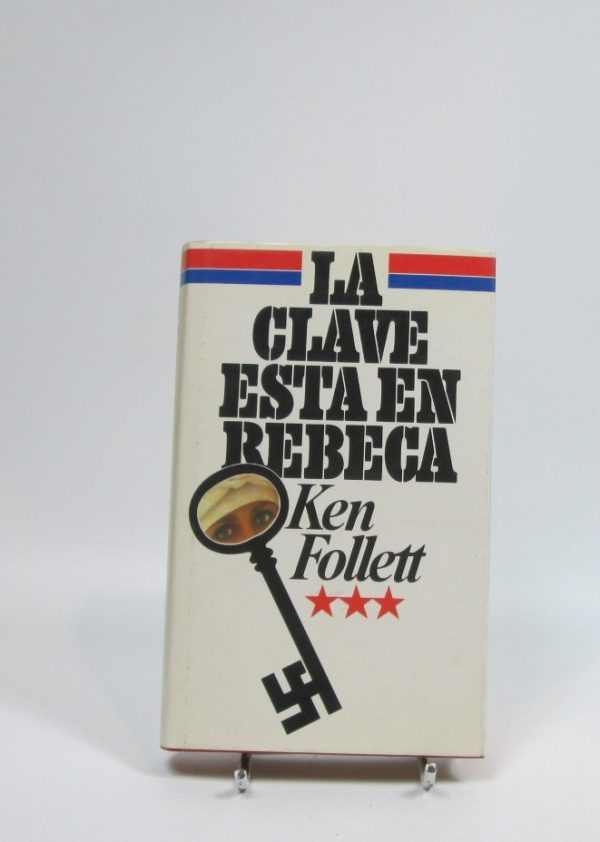 LA
CLAVE
ESTA EN
REBECA
Ken
Follett